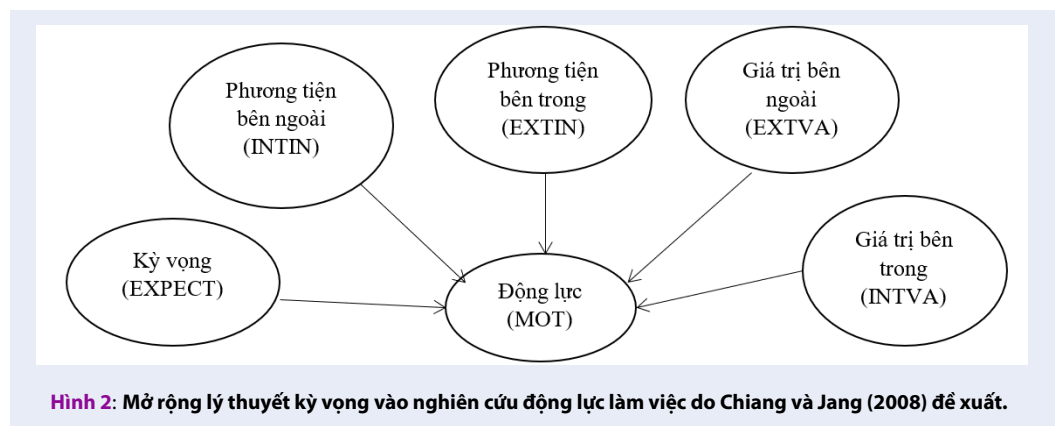 Phương tiện
bên ngoài
(INTIN)
Phương tiện
bên trong
(EXTIN)
Giá trị bên
ngoài
(EXTVA)
Kỳ vọng
(EXPECT)
Động lực
(MOT)
Giá trị bên
trong
(INTVA)
Hình 2: Mở rộng lý thuyết kỳ vọng vào nghiên cứu động lực làm việc do Chiang và Jang (2008) đề xuất.